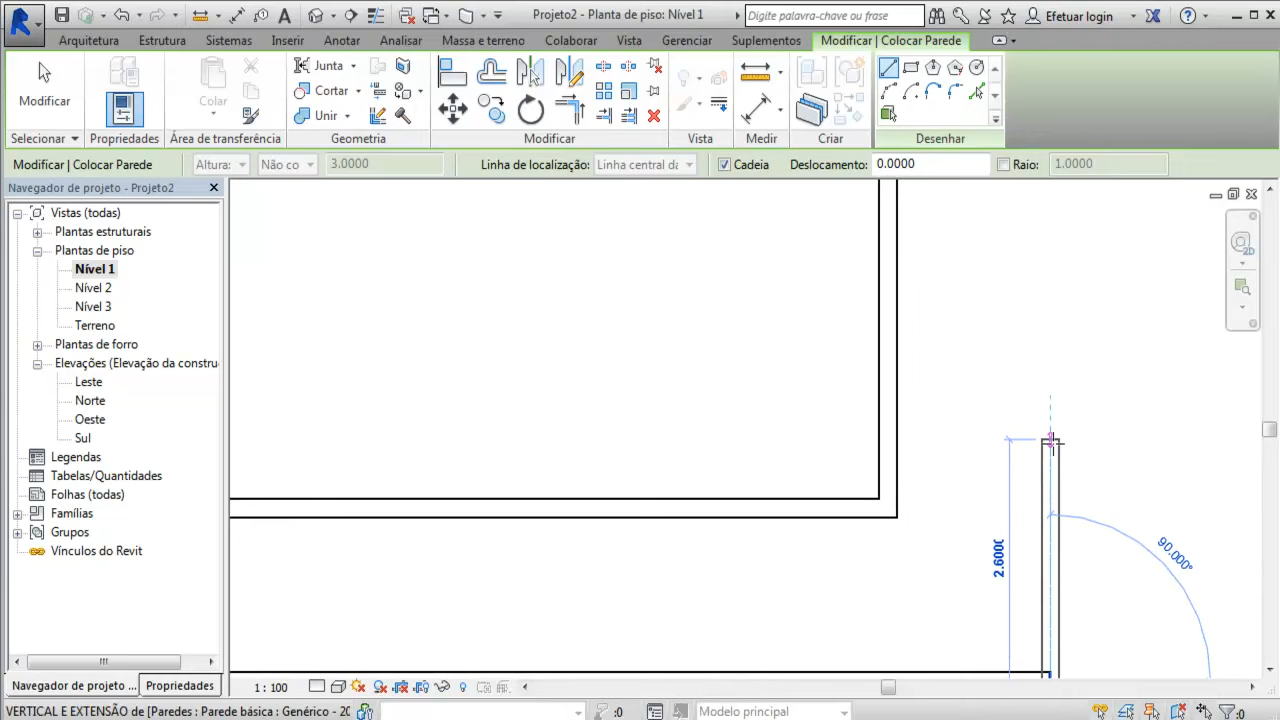 Projeto2 - Planta de piso: Nível 1
Digite palavra-chave ou frase
Efetuar login
Arquitetura
Estrutura
Sistemas
Inserir
Anotar
Analisar
Massa e terreno
Colaborar
Vista
Gerenciar
Suplementos
Modificar | Colocar Parede
Modificar
Colar
Junta
Cortar
Unir
Selecionar
Propriedades
Área de transferência
Geometria
Modificar
Vista
Medir
Criar
Desenhar
Modificar | Colocar Parede
Altura:
Não co
3.0000
Linha de localização:
Linha central da
Cadeia
Deslocamento:
0.0000
Raio:
1.0000
Navegador de projeto - Projeto2
Vistas (todas)
Plantas estruturais
Plantas de piso
Nível 1
Nível 2
Nível 3
Terreno
Plantas de forro
Elevações (Elevação da constru
Leste
Norte
Oeste
Sul
Legendas
Tabelas/Quantidades
Folhas (todas)
Famílias
Grupos
Vínculos do Revit
2D
2.600
90.000°
Navegador de projeto ...
Propriedades
1 : 100
VERTICAL E EXTENSÃO de [Paredes : Parede básica : Genérico - 20
:0
Modelo principal
:0